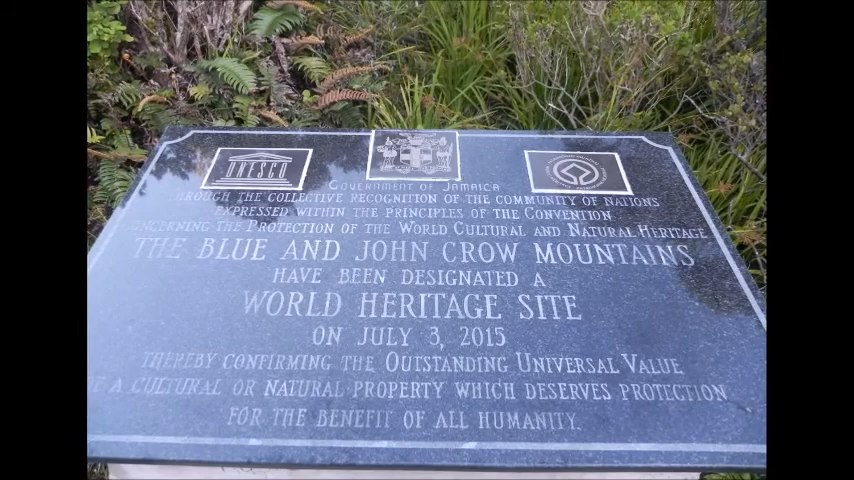 UNESCO
GOVERNMENT OF JAMAICA
THROUGH THE COLLECTIVE RECOGNITION OF THE COMMUNITY OF NATIONS
EXPRESSED WITHIN THE PRINCIPLES OF THE CONVENTION
CONCERNING THE PROTECTION OF THE WORLD CULTURAL AND NATURAL HERITAGE
THE BLUE AND JOHN CROW MOUNTAINS
HAVE BEEN DESIGNATED A
WORLD HERITAGE SITE
ON JULY 3, 2015
THEREBY CONFIRMING THE OUTSTANDING UNIVERSAL VALUE
OF A CULTURAL OR NATURAL PROPERTY WHICH DESERVES PROTECTION
FOR THE BENEFIT OF ALL HUMANITY.